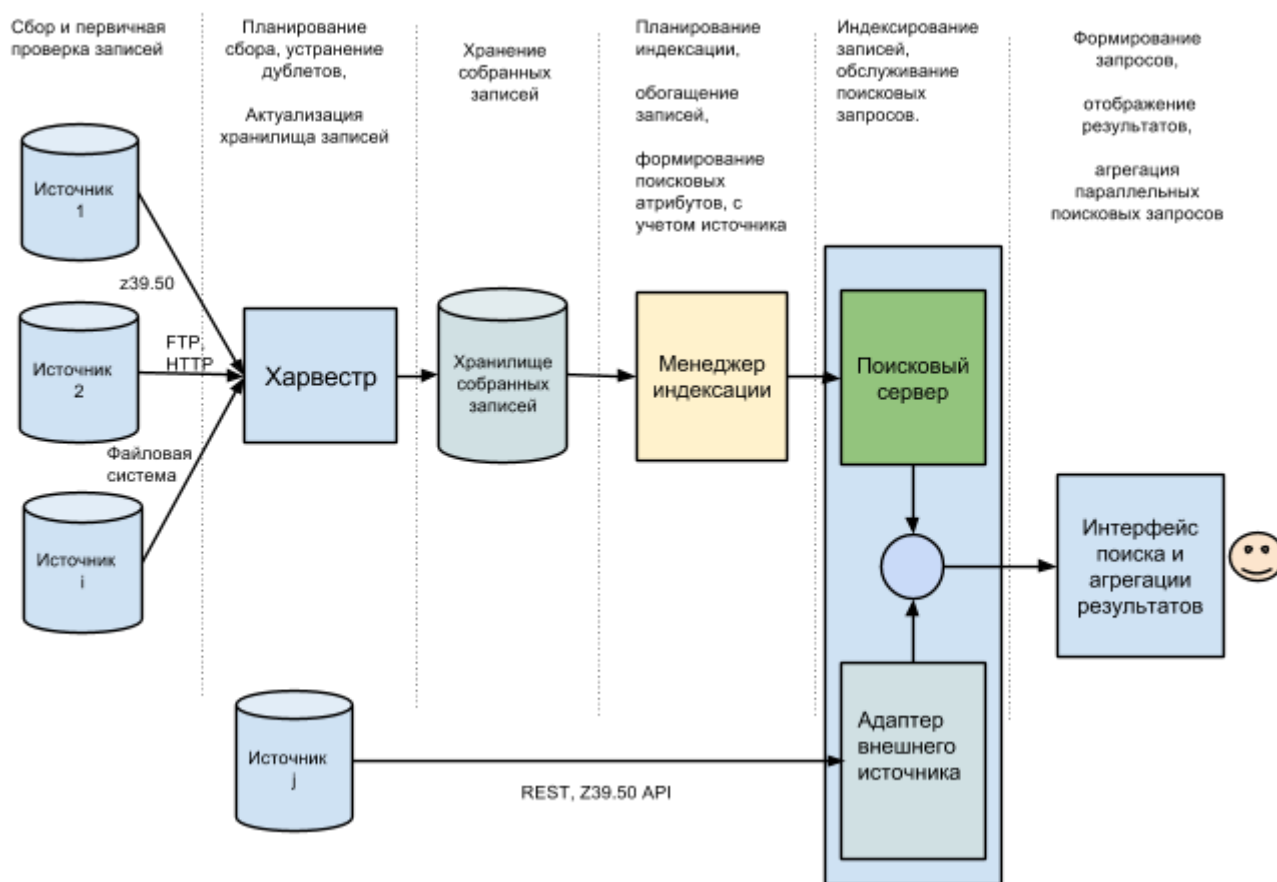 Сбор и первичная
проверка записей
Планирование
сбора, устранение
дублетов,
Актуализация
хранилища записей
Хранение
собранных
записей
Планирование
индексации,
обогащение
записей,
формирование
поисковых
атрибутов, с
учетом источника
Индексирование
записей,
обслуживание
поисковых
запросов.
Формирование
запросов,
отображение
результатов,
агрегация
параллельных
поисковых запросов
Источник
1
z39.50
Источник
2
FTP,
HTTP
Файловая
система
Источник
i
Харвестр
Хранилище
собранных
записей
Менеджер
индексации
Поисковый
сервер
Интерфейс
поиска и
агрегации
результатов
Источник
j
REST, Z39.50 API
Адаптер
внешнего
источника